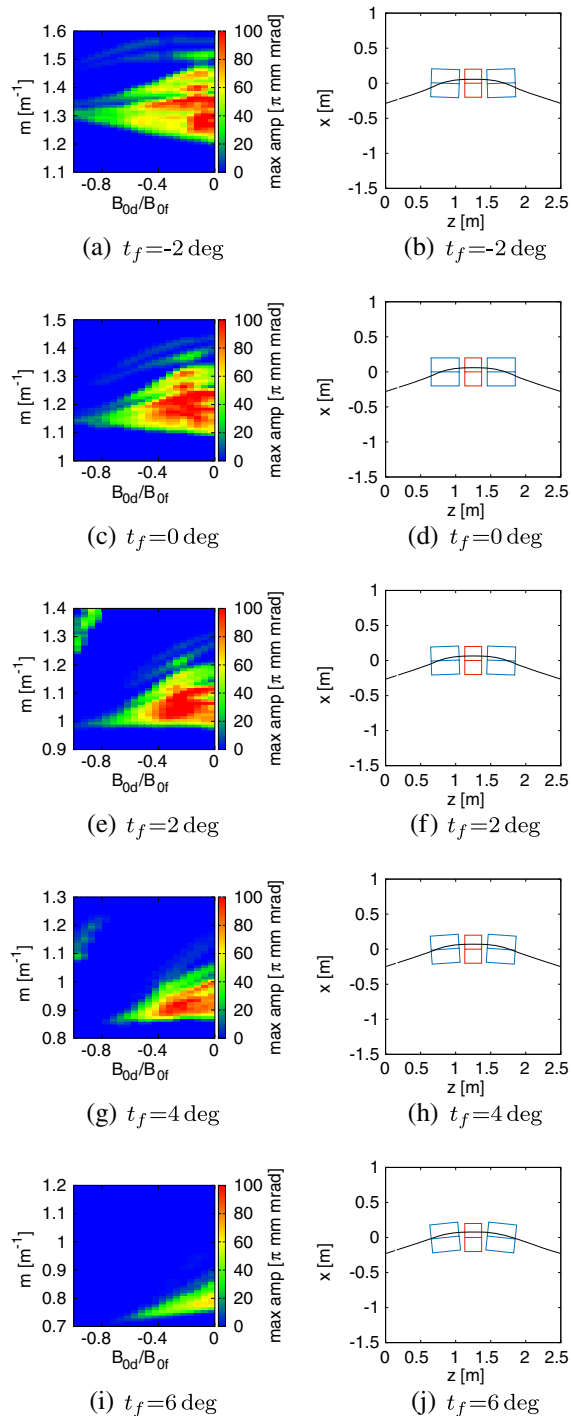 1.6
1.5
1.4
1.3
1.2
1.1
m [m⁻¹]
-0.8 -0.4 0
B0d/B0f
100
80
60
40
20
0
max amp [π mm mrad]
(a) t_f=-2 deg
1
0.5
0
-0.5
-1
-1.5
x [m]
0 0.5 1 1.5 2 2.5
z [m]
(b) t_f=-2 deg
1.5
1.4
1.3
1.2
1.1
1
m [m⁻¹]
-0.8 -0.4 0
B0d/B0f
100
80
60
40
20
0
max amp [π mm mrad]
(c) t_f=0 deg
1
0.5
0
-0.5
-1
-1.5
x [m]
0 0.5 1 1.5 2 2.5
z [m]
(d) t_f=0 deg
1.4
1.3
1.2
1.1
1
0.9
m [m⁻¹]
-0.8 -0.4 0
B0d/B0f
100
80
60
40
20
0
max amp [π mm mrad]
(e) t_f=2 deg
1
0.5
0
-0.5
-1
-1.5
x [m]
0 0.5 1 1.5 2 2.5
z [m]
(f) t_f=2 deg
1.3
1.2
1.1
1
0.9
0.8
m [m⁻¹]
-0.8 -0.4 0
B0d/B0f
100
80
60
40
20
0
max amp [π mm mrad]
(g) t_f=4 deg
1
0.5
0
-0.5
-1
-1.5
x [m]
0 0.5 1 1.5 2 2.5
z [m]
(h) t_f=4 deg
1.2
1.1
1
0.9
0.8
0.7
m [m⁻¹]
-0.8 -0.4 0
B0d/B0f
100
80
60
40
20
0
max amp [π mm mrad]
(i) t_f=6 deg
1
0.5
0
-0.5
-1
-1.5
x [m]
0 0.5 1 1.5 2 2.5
z [m]
(j) t_f=6 deg